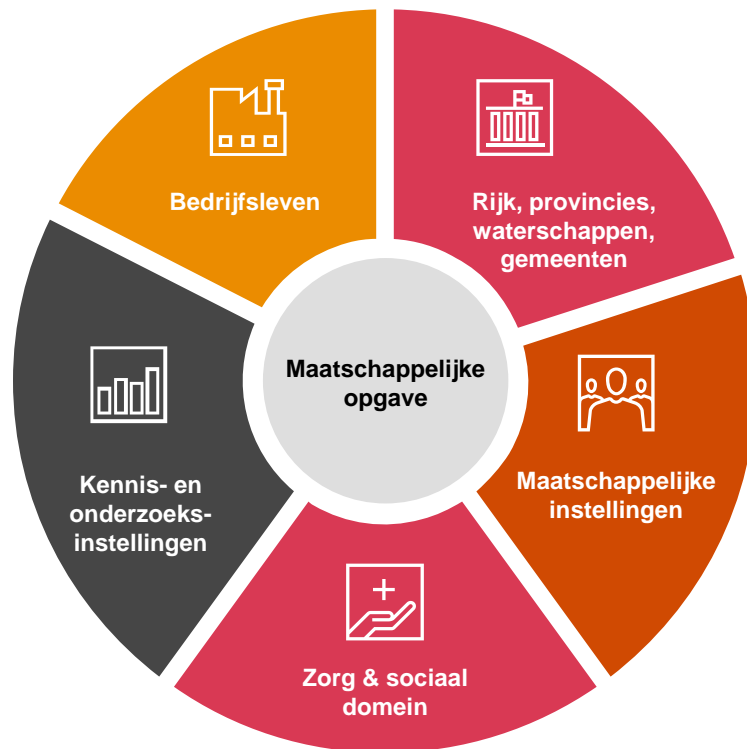 Bedrijfsleven
Rijk, provincies,
waterschappen,
gemeenten
Maatschappelijke
opgave
Maatschappelijke
instellingen
Kennis- en
onderzoeks-
instellingen
Zorg & sociaal
domein